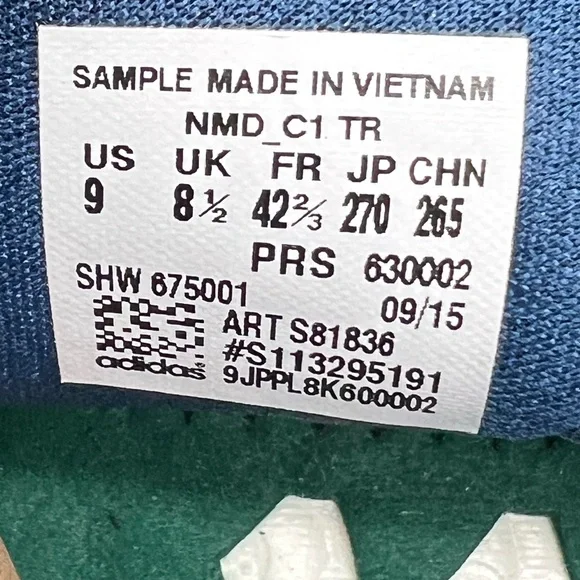 SAMPLE MADE IN VIETNAM
NMD_C1 TR
US UK FR JP CHN
9 8½ 42⅔ 270 265
PRS 630002
SHW 675001 09/15
ART S81836
#S113295191
adidas 9JPPL8K600002